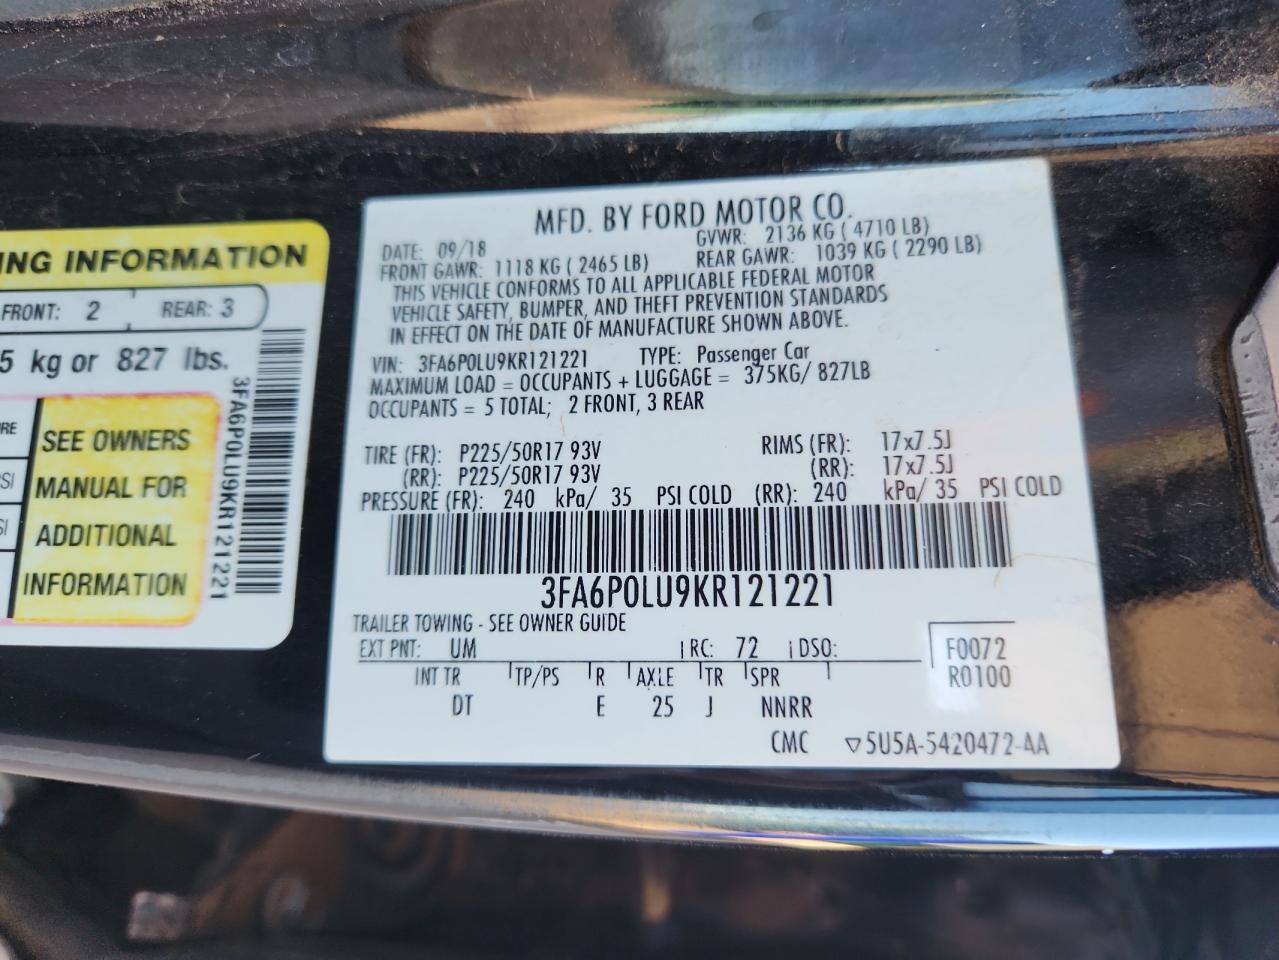 NG INFORMATION
FRONT: 2 REAR: 3
5 kg or 827 lbs.
SEE OWNERS
MANUAL FOR
ADDITIONAL
INFORMATION
3FA6P0LU9KR121221
MFD. BY FORD MOTOR CO.
DATE: 09/18 GVWR: 2136 KG ( 4710 LB)
FRONT GAWR: 1118 KG ( 2465 LB) REAR GAWR: 1039 KG ( 2290 LB)
THIS VEHICLE CONFORMS TO ALL APPLICABLE FEDERAL MOTOR
VEHICLE SAFETY, BUMPER, AND THEFT PREVENTION STANDARDS
IN EFFECT ON THE DATE OF MANUFACTURE SHOWN ABOVE.
VIN: 3FA6P0LU9KR121221 TYPE: Passenger Car
MAXIMUM LOAD = OCCUPANTS + LUGGAGE = 375KG/ 827LB
OCCUPANTS = 5 TOTAL; 2 FRONT, 3 REAR
TIRE (FR): P225/50R17 93V RIMS (FR): 17x7.5J
(RR): P225/50R17 93V (RR): 17x7.5J
PRESSURE (FR): 240 kPa/ 35 PSI COLD (RR): 240 kPa/ 35 PSI COLD
3FA6P0LU9KR121221
TRAILER TOWING - SEE OWNER GUIDE
EXT PNT: UM RC: 72 DSO: F0072
INT TR TP/PS R AXLE TR SPR R0100
DT E 25 J NNRR
CMC ▽5U5A-5420472-AA